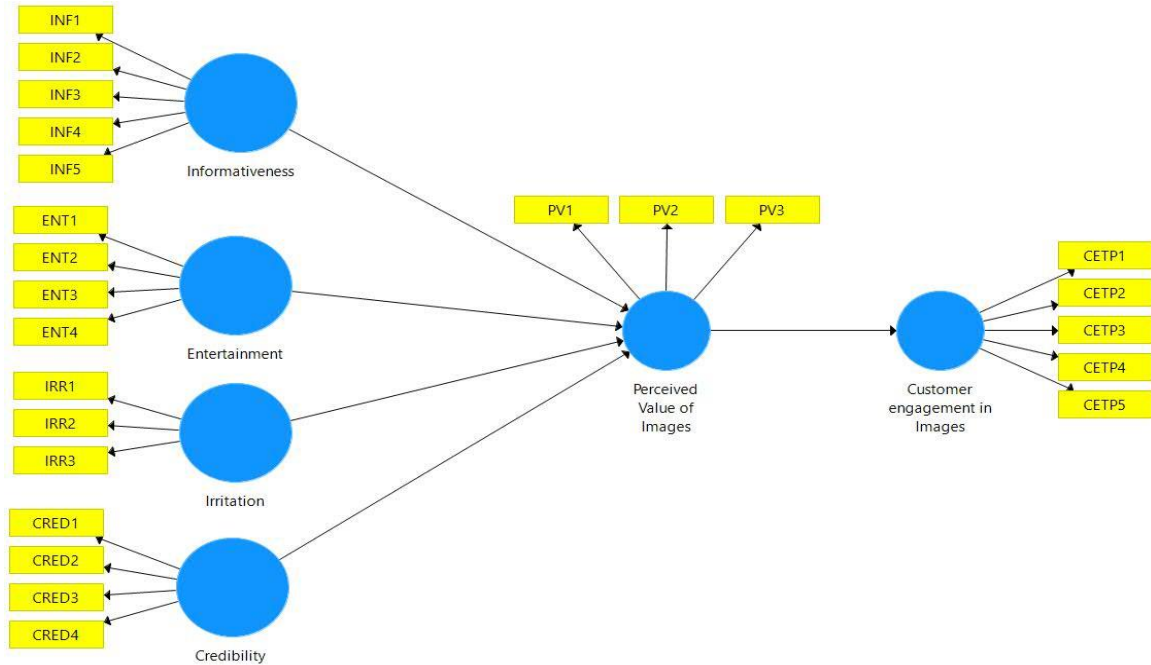 INF1
INF2
INF3
INF4
INF5
Informativeness
ENT1
ENT2
ENT3
ENT4
Entertainment
IRR1
IRR2
IRR3
Irritation
CRED1
CRED2
CRED3
CRED4
Credibility
PV1
PV2
PV3
Perceived
Value of
Images
Customer
engagement in
Images
CETP1
CETP2
CETP3
CETP4
CETP5